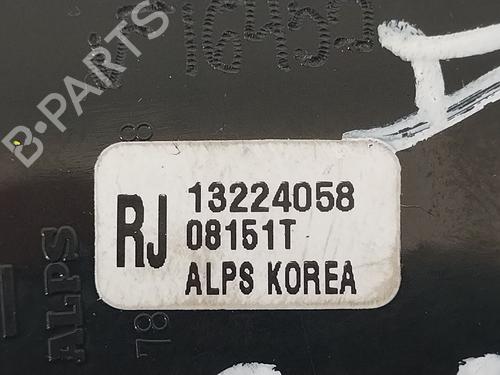 B-PARTS
RJ
13224058
08151T
ALPS KOREA
ALPS